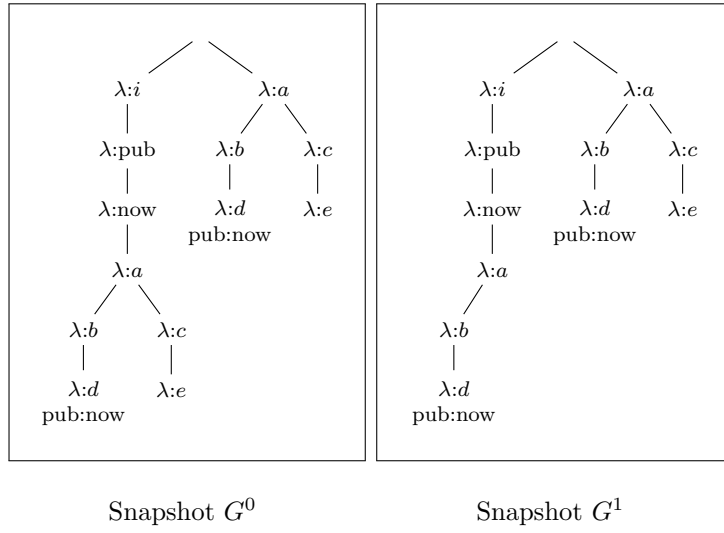 λ:i λ:a λ:i λ:a
λ:pub λ:b λ:c λ:pub λ:b λ:c
λ:now λ:d λ:e λ:now λ:d λ:e
pub:now pub:now
λ:a λ:a
λ:b λ:c λ:b
λ:d λ:e λ:d
pub:now pub:now
Snapshot G⁰ Snapshot G¹